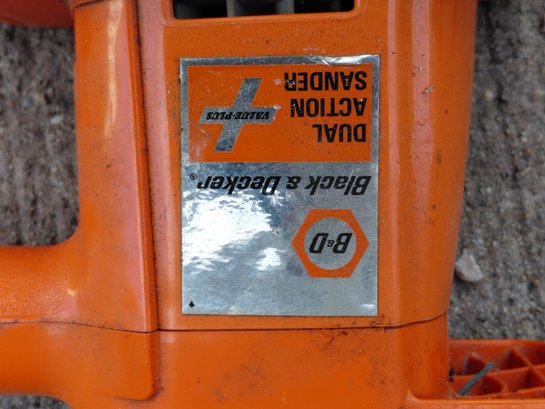 B&D
Black & Decker®
DUAL
ACTION
SANDER
VALUE-PLUS